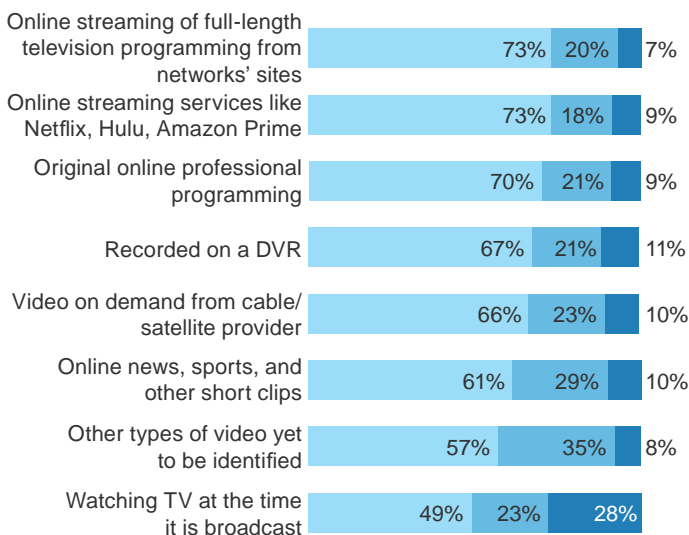 Online streaming of full-length
television programming from
networks’ sites
73% 20% 7%
Online streaming services like
Netflix, Hulu, Amazon Prime
73% 18% 9%
Original online professional
programming
70% 21% 9%
Recorded on a DVR
67% 21% 11%
Video on demand from cable/
satellite provider
66% 23% 10%
Online news, sports, and
other short clips
61% 29% 10%
Other types of video yet
to be identified
57% 35% 8%
Watching TV at the time
it is broadcast
49% 23% 28%